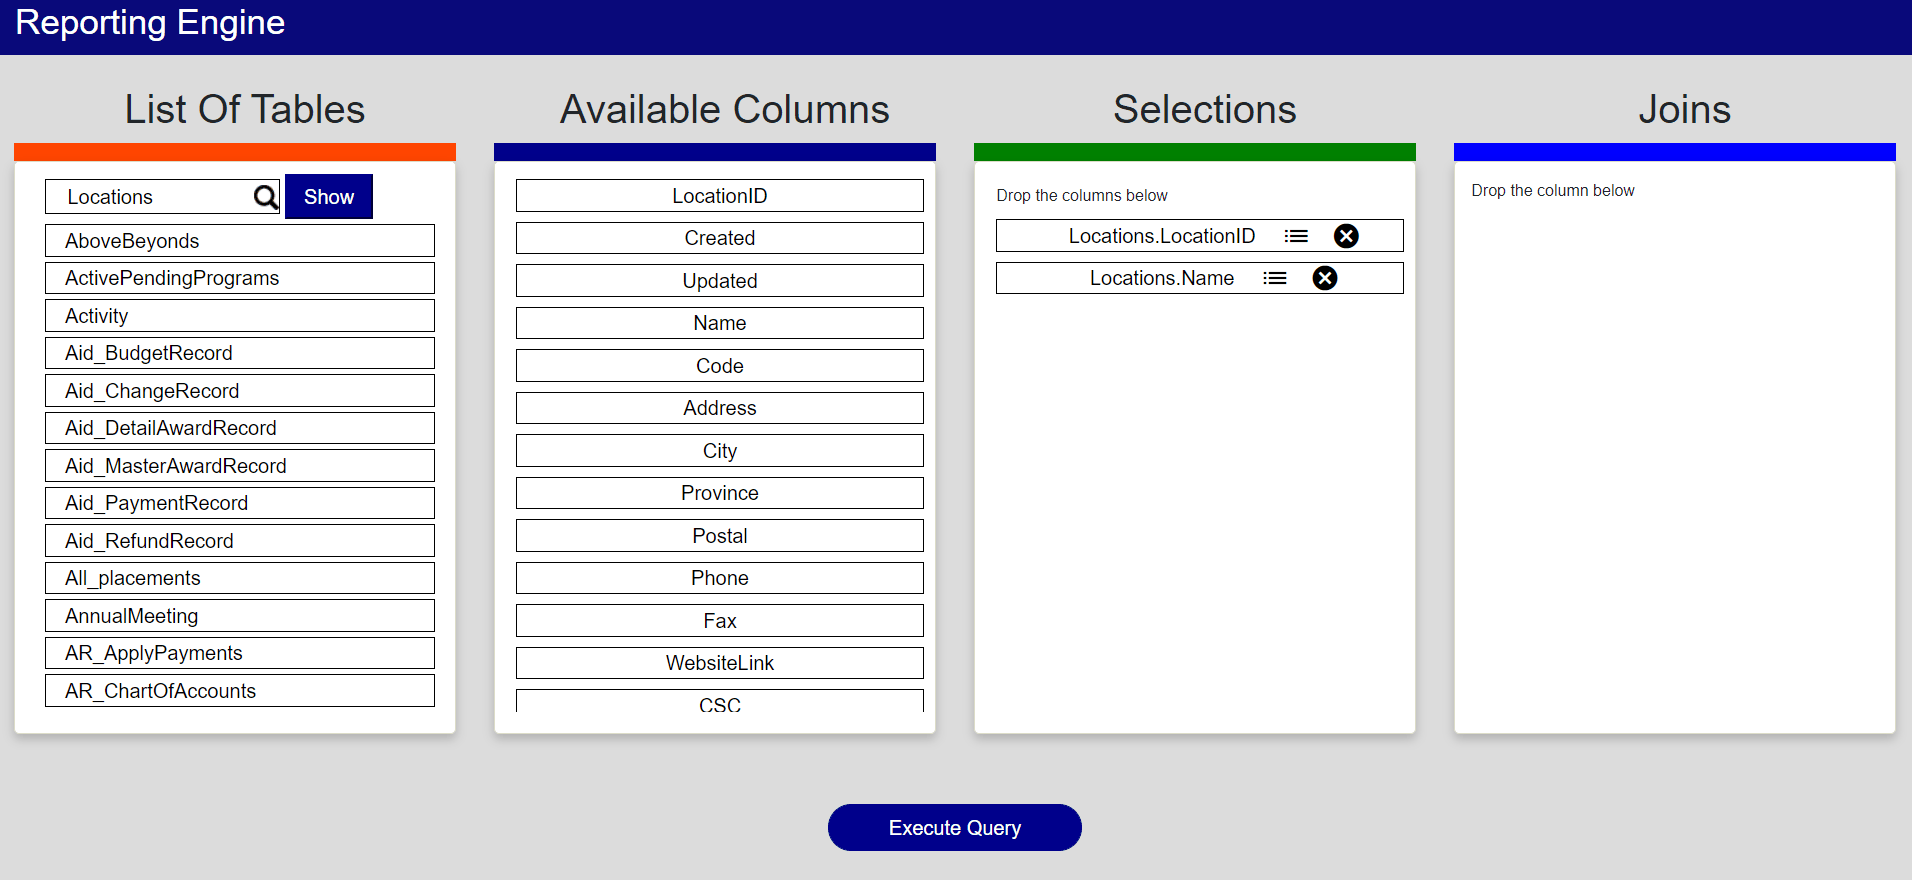 Reporting Engine
List Of Tables
Locations
Show
AboveBeyonds
ActivePendingPrograms
Activity
Aid_BudgetRecord
Aid_ChangeRecord
Aid_DetailAwardRecord
Aid_MasterAwardRecord
Aid_PaymentRecord
Aid_RefundRecord
All_placements
AnnualMeeting
AR_ApplyPayments
AR_ChartOfAccounts
Available Columns
LocationID
Created
Updated
Name
Code
Address
City
Province
Postal
Phone
Fax
WebsiteLink
CSC
Selections
Drop the columns below
Locations.LocationID
Locations.Name
Joins
Drop the column below
Execute Query